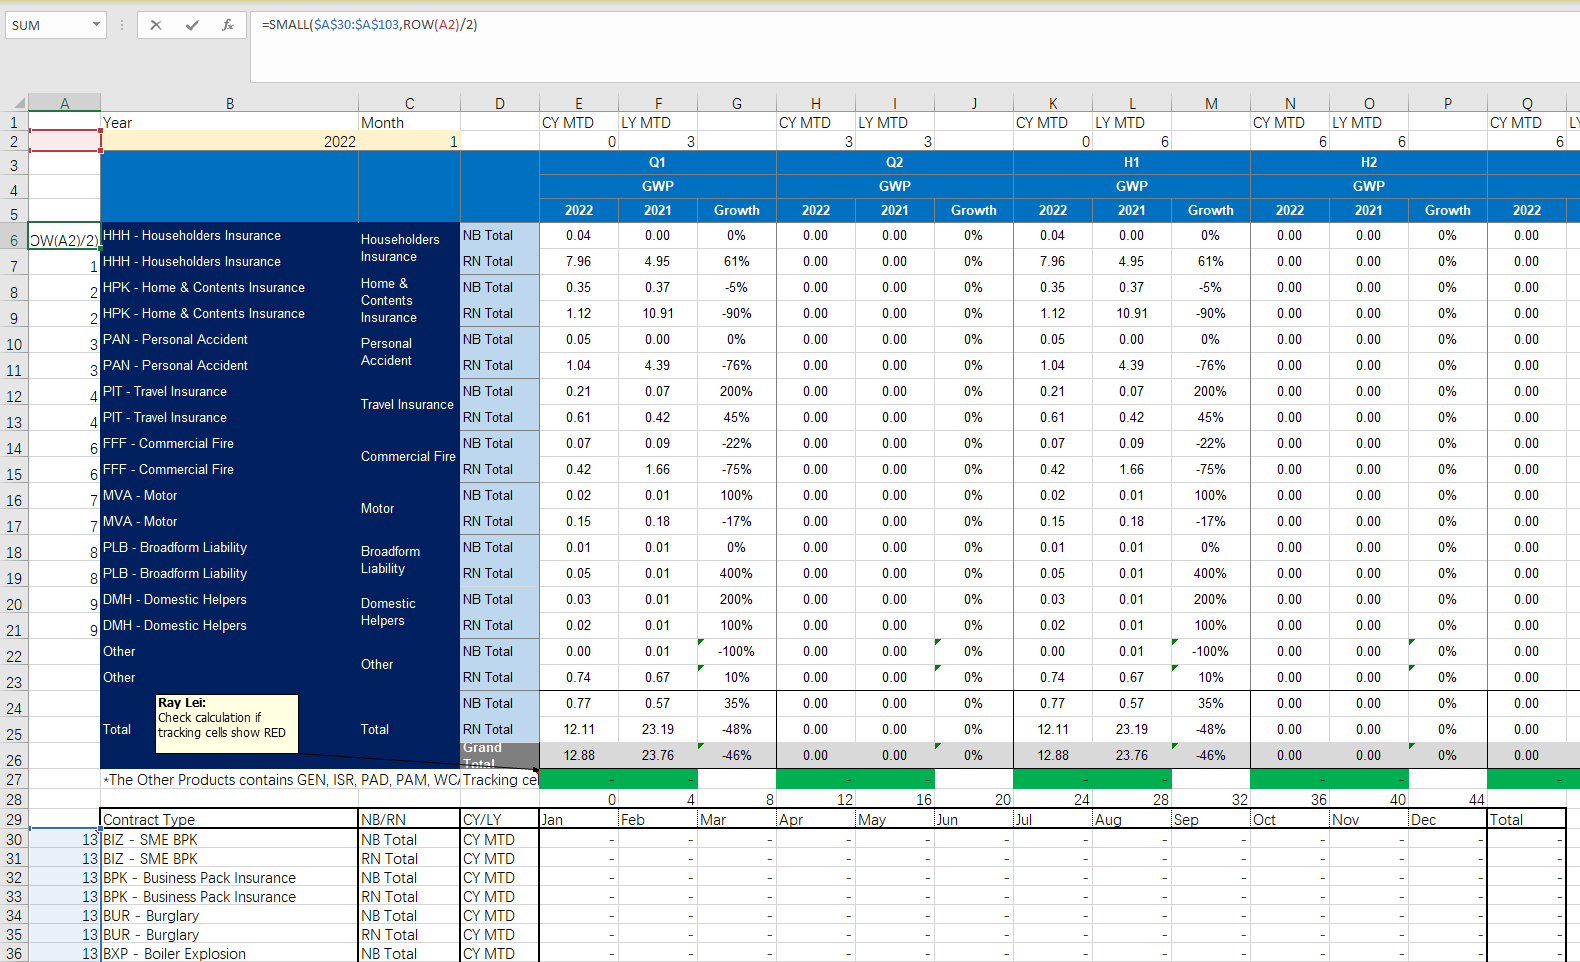 SUM =SMALL($A$30:$A$103,ROW(A2)/2)
A B C D E F G H I J K L M N O P Q
1 Year Month CY MTD LY MTD CY MTD LY MTD CY MTD LY MTD CY MTD LY MTD CY MTD
2 2022 1 0 3 3 3 0 6 6 6 6
3 Q1 Q2 H1 H2
4 GWP GWP GWP GWP
5 2022 2021 Growth 2022 2021 Growth 2022 2021 Growth 2022 2021 Growth 2022
6 OW(A2)/2) HHH - Householders Insurance Householders Insurance NB Total 0.04 0.00 0% 0.00 0.00 0% 0.04 0.00 0% 0.00 0.00 0% 0.00
7 1 HHH - Householders Insurance RN Total 7.96 4.95 61% 0.00 0.00 0% 7.96 4.95 61% 0.00 0.00 0% 0.00
8 2 HPK - Home & Contents Insurance Home & Contents Insurance NB Total 0.35 0.37 -5% 0.00 0.00 0% 0.35 0.37 -5% 0.00 0.00 0% 0.00
9 2 HPK - Home & Contents Insurance RN Total 1.12 10.91 -90% 0.00 0.00 0% 1.12 10.91 -90% 0.00 0.00 0% 0.00
10 3 PAN - Personal Accident Personal Accident NB Total 0.05 0.00 0% 0.00 0.00 0% 0.05 0.00 0% 0.00 0.00 0% 0.00
11 3 PAN - Personal Accident RN Total 1.04 4.39 -76% 0.00 0.00 0% 1.04 4.39 -76% 0.00 0.00 0% 0.00
12 4 PIT - Travel Insurance Travel Insurance NB Total 0.21 0.07 200% 0.00 0.00 0% 0.21 0.07 200% 0.00 0.00 0% 0.00
13 4 PIT - Travel Insurance RN Total 0.61 0.42 45% 0.00 0.00 0% 0.61 0.42 45% 0.00 0.00 0% 0.00
14 6 FFF - Commercial Fire Commercial Fire NB Total 0.07 0.09 -22% 0.00 0.00 0% 0.07 0.09 -22% 0.00 0.00 0% 0.00
15 6 FFF - Commercial Fire RN Total 0.42 1.66 -75% 0.00 0.00 0% 0.42 1.66 -75% 0.00 0.00 0% 0.00
16 7 MVA - Motor Motor NB Total 0.02 0.01 100% 0.00 0.00 0% 0.02 0.01 100% 0.00 0.00 0% 0.00
17 7 MVA - Motor RN Total 0.15 0.18 -17% 0.00 0.00 0% 0.15 0.18 -17% 0.00 0.00 0% 0.00
18 8 PLB - Broadform Liability Broadform Liability NB Total 0.01 0.01 0% 0.00 0.00 0% 0.01 0.01 0% 0.00 0.00 0% 0.00
19 8 PLB - Broadform Liability RN Total 0.05 0.01 400% 0.00 0.00 0% 0.05 0.01 400% 0.00 0.00 0% 0.00
20 9 DMH - Domestic Helpers Domestic Helpers NB Total 0.03 0.01 200% 0.00 0.00 0% 0.03 0.01 200% 0.00 0.00 0% 0.00
21 9 DMH - Domestic Helpers RN Total 0.02 0.01 100% 0.00 0.00 0% 0.02 0.01 100% 0.00 0.00 0% 0.00
22 Other Other NB Total 0.00 0.01 -100% 0.00 0.00 0% 0.00 0.01 -100% 0.00 0.00 0% 0.00
23 Other RN Total 0.74 0.67 10% 0.00 0.00 0% 0.74 0.67 10% 0.00 0.00 0% 0.00
Ray Lei:
Check calculation if
tracking cells show RED
24 NB Total 0.77 0.57 35% 0.00 0.00 0% 0.77 0.57 35% 0.00 0.00 0% 0.00
25 Total Total RN Total 12.11 23.19 -48% 0.00 0.00 0% 12.11 23.19 -48% 0.00 0.00 0% 0.00
26 Grand Total 12.88 23.76 -46% 0.00 0.00 0% 12.88 23.76 -46% 0.00 0.00 0% 0.00
27 *The Other Products contains GEN, ISR, PAD, PAM, WCA Tracking cel - - - - - - - - -
28 0 4 8 12 16 20 24 28 32 36 40 44
29 Contract Type NB/RN CY/LY Jan Feb Mar Apr May Jun Jul Aug Sep Oct Nov Dec Total
30 13 BIZ - SME BPK NB Total CY MTD - - - - - - - - - - - - -
31 13 BIZ - SME BPK RN Total CY MTD - - - - - - - - - - - - -
32 13 BPK - Business Pack Insurance NB Total CY MTD - - - - - - - - - - - - -
33 13 BPK - Business Pack Insurance RN Total CY MTD - - - - - - - - - - - - -
34 13 BUR - Burglary NB Total CY MTD - - - - - - - - - - - - -
35 13 BUR - Burglary RN Total CY MTD - - - - - - - - - - - - -
36 13 BXP - Boiler Explosion NB Total CY MTD - - - - - - - - - - - - -